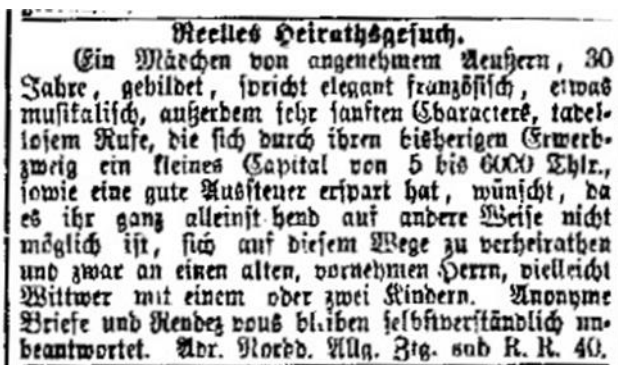 Reelles Heirathsgesuch.
Ein Mädchen von angenehmem Aeußern, 30
Jahre, gebildet, spricht elegant französisch, etwas
musikalisch, außerdem sehr sanften Characters, tadel-
losem Rufe, die sich durch ihren bisherigen Erwerb-
zweig ein kleines Capital von 5 bis 6000 Thlr.,
sowie eine gute Aussteuer erspart hat, wünscht, da
es ihr ganz alleinst hend auf andere Weise nicht
möglich ist, sich auf diesem Wege zu verheirathen
und zwar an einen alten, vornehmen Herrn, vielleicht
Wittwer mit einem oder zwei Kindern. Anonyme
Briefe und Rendez vous bleiben selbstverständlich un-
beantwortet. Adr. Nordd. Allg. Ztg. sub R. R. 40.